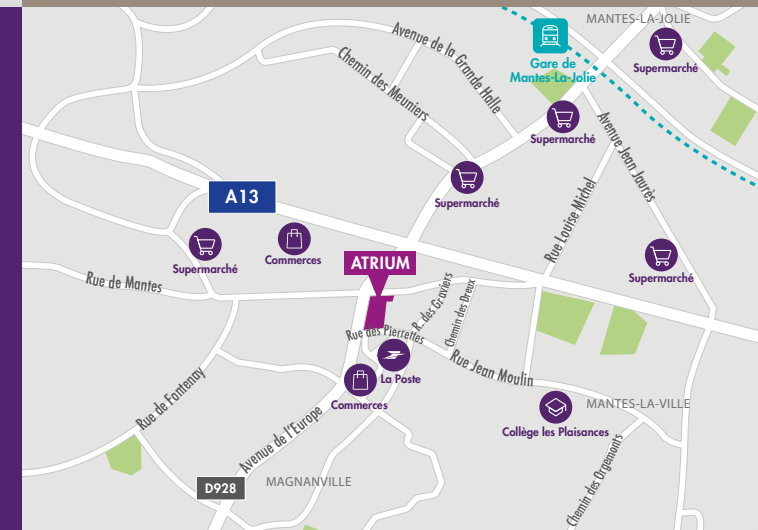 MANTES-LA-JOLIE
Avenue de la Grande Halle
Gare de
Mantes-La-Jolie
Supermarché
Chemin des Meuniers
Supermarché
Avenue Jean Jaurès
A13
Supermarché
Rue Louise Michel
Supermarché
Commerces
ATRIUM
Supermarché
Rue de Mantes
R. des Graviers
Chemin des Dreux
Rue des Pierrettes
La Poste
Rue Jean Moulin
Commerces
Rue de Fontenay
Avenue de l'Europe
MANTES-LA-VILLE
Collège les Plaisances
Chemin des Orgemonts
D928
MAGNANVILLE